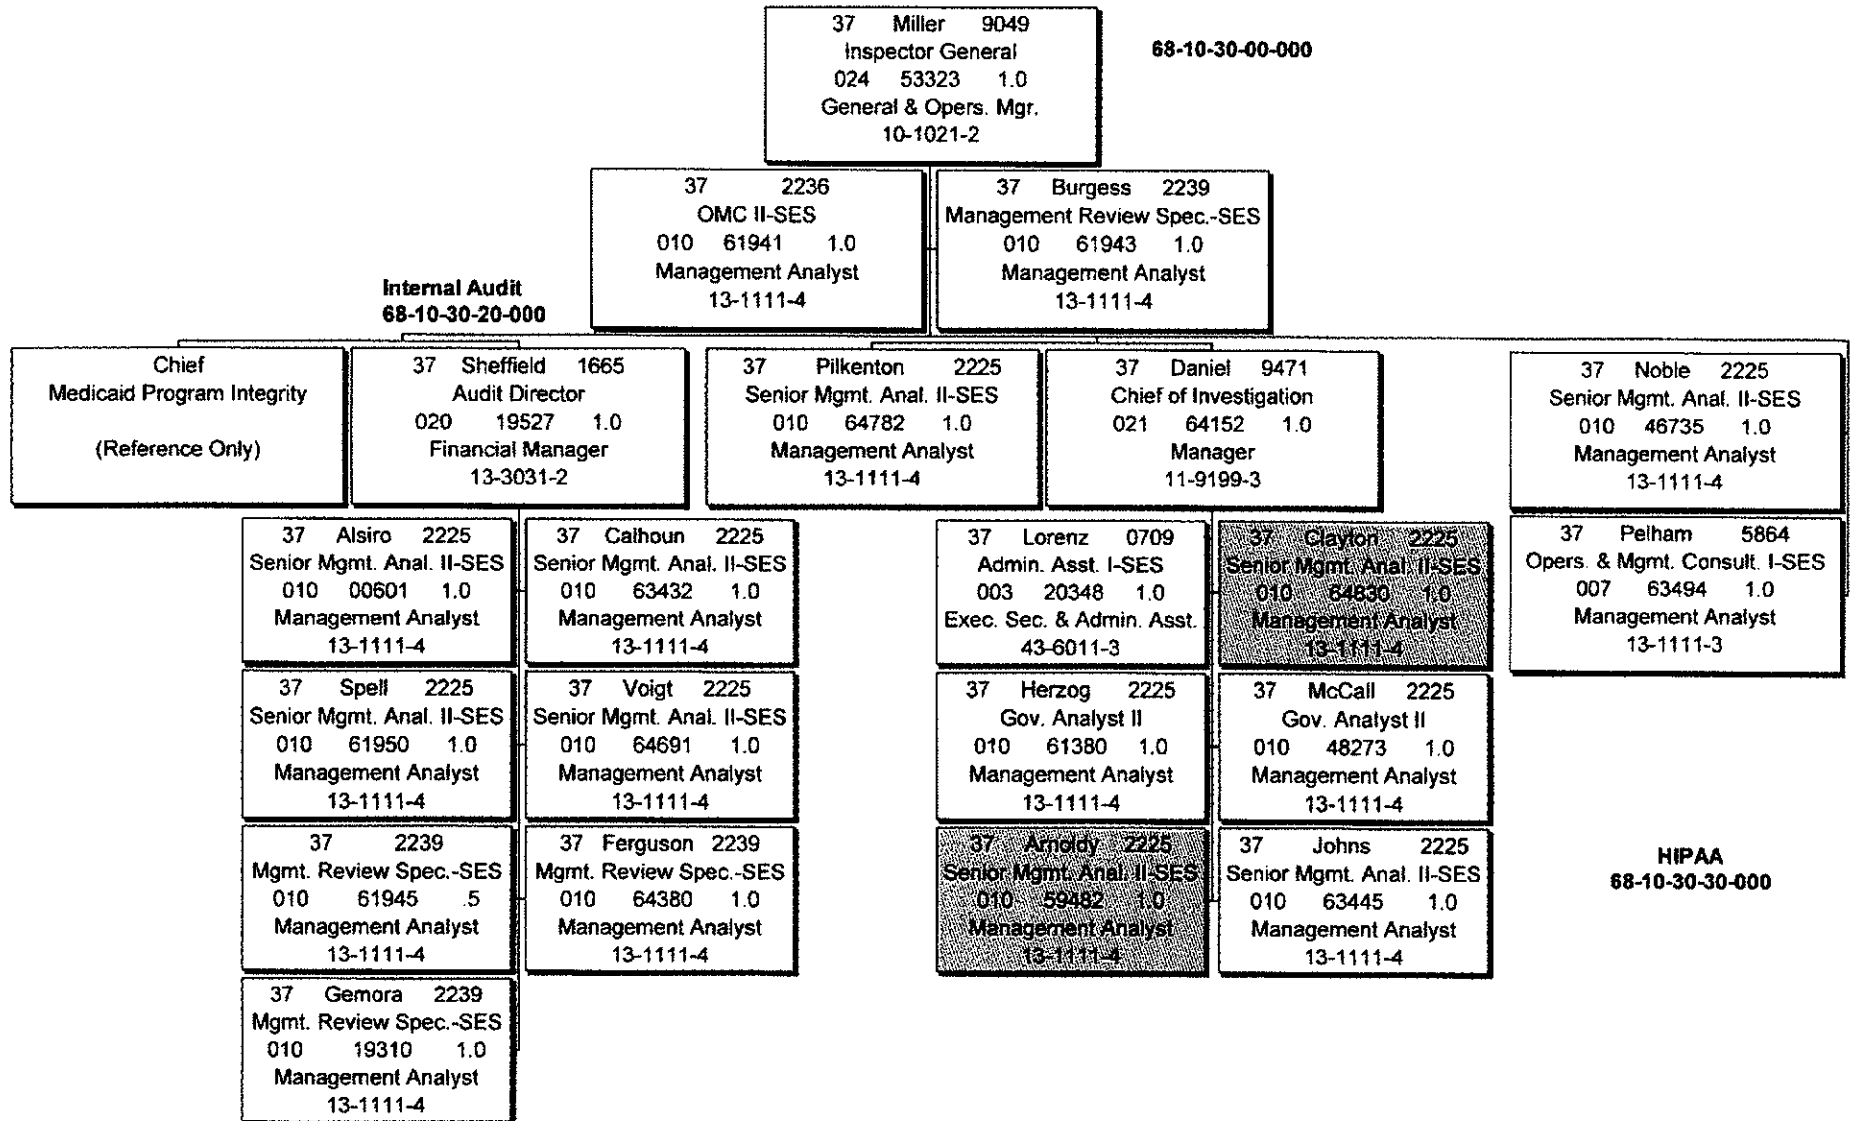 37 Miller 9049
Inspector General
024 53323 1.0
General & Opers. Mgr.
10-1021-2
68-10-30-00-000
37 2236
OMC II-SES
010 61941 1.0
Management Analyst
13-1111-4
37 Burgess 2239
Management Review Spec.-SES
010 61943 1.0
Management Analyst
13-1111-4
Internal Audit
68-10-30-20-000
Chief
Medicaid Program Integrity
(Reference Only)
37 Sheffield 1665
Audit Director
020 19527 1.0
Financial Manager
13-3031-2
37 Pilkenton 2225
Senior Mgmt. Anal. II-SES
010 64782 1.0
Management Analyst
13-1111-4
37 Daniel 9471
Chief of Investigation
021 64152 1.0
Manager
11-9199-3
37 Noble 2225
Senior Mgmt. Anal. II-SES
010 46735 1.0
Management Analyst
13-1111-4
37 Alsiro 2225
Senior Mgmt. Anal. II-SES
010 00601 1.0
Management Analyst
13-1111-4
37 Calhoun 2225
Senior Mgmt. Anal. II-SES
010 63432 1.0
Management Analyst
13-1111-4
37 Lorenz 0709
Admin. Asst. I-SES
003 20348 1.0
Exec. Sec. & Admin. Asst.
43-6011-3
37 Clayton 2225
Senior Mgmt. Anal. II-SES
010 64830 1.0
Management Analyst
13-1111-4
37 Pelham 5864
Opers. & Mgmt. Consult. I-SES
007 63494 1.0
Management Analyst
13-1111-3
37 Spell 2225
Senior Mgmt. Anal. II-SES
010 61950 1.0
Management Analyst
13-1111-4
37 Voigt 2225
Senior Mgmt. Anal. II-SES
010 64691 1.0
Management Analyst
13-1111-4
37 Herzog 2225
Gov. Analyst II
010 61380 1.0
Management Analyst
13-1111-4
37 McCall 2225
Gov. Analyst II
010 48273 1.0
Management Analyst
13-1111-4
37 2239
Mgmt. Review Spec.-SES
010 61945 .5
Management Analyst
13-1111-4
37 Ferguson 2239
Mgmt. Review Spec.-SES
010 64380 1.0
Management Analyst
13-1111-4
37 Arnoldy 2225
Senior Mgmt. Anal. II-SES
010 59482 1.0
Management Analyst
13-1111-4
37 Johns 2225
Senior Mgmt. Anal. II-SES
010 63445 1.0
Management Analyst
13-1111-4
HIPAA
68-10-30-30-000
37 Gemora 2239
Mgmt. Review Spec.-SES
010 19310 1.0
Management Analyst
13-1111-4